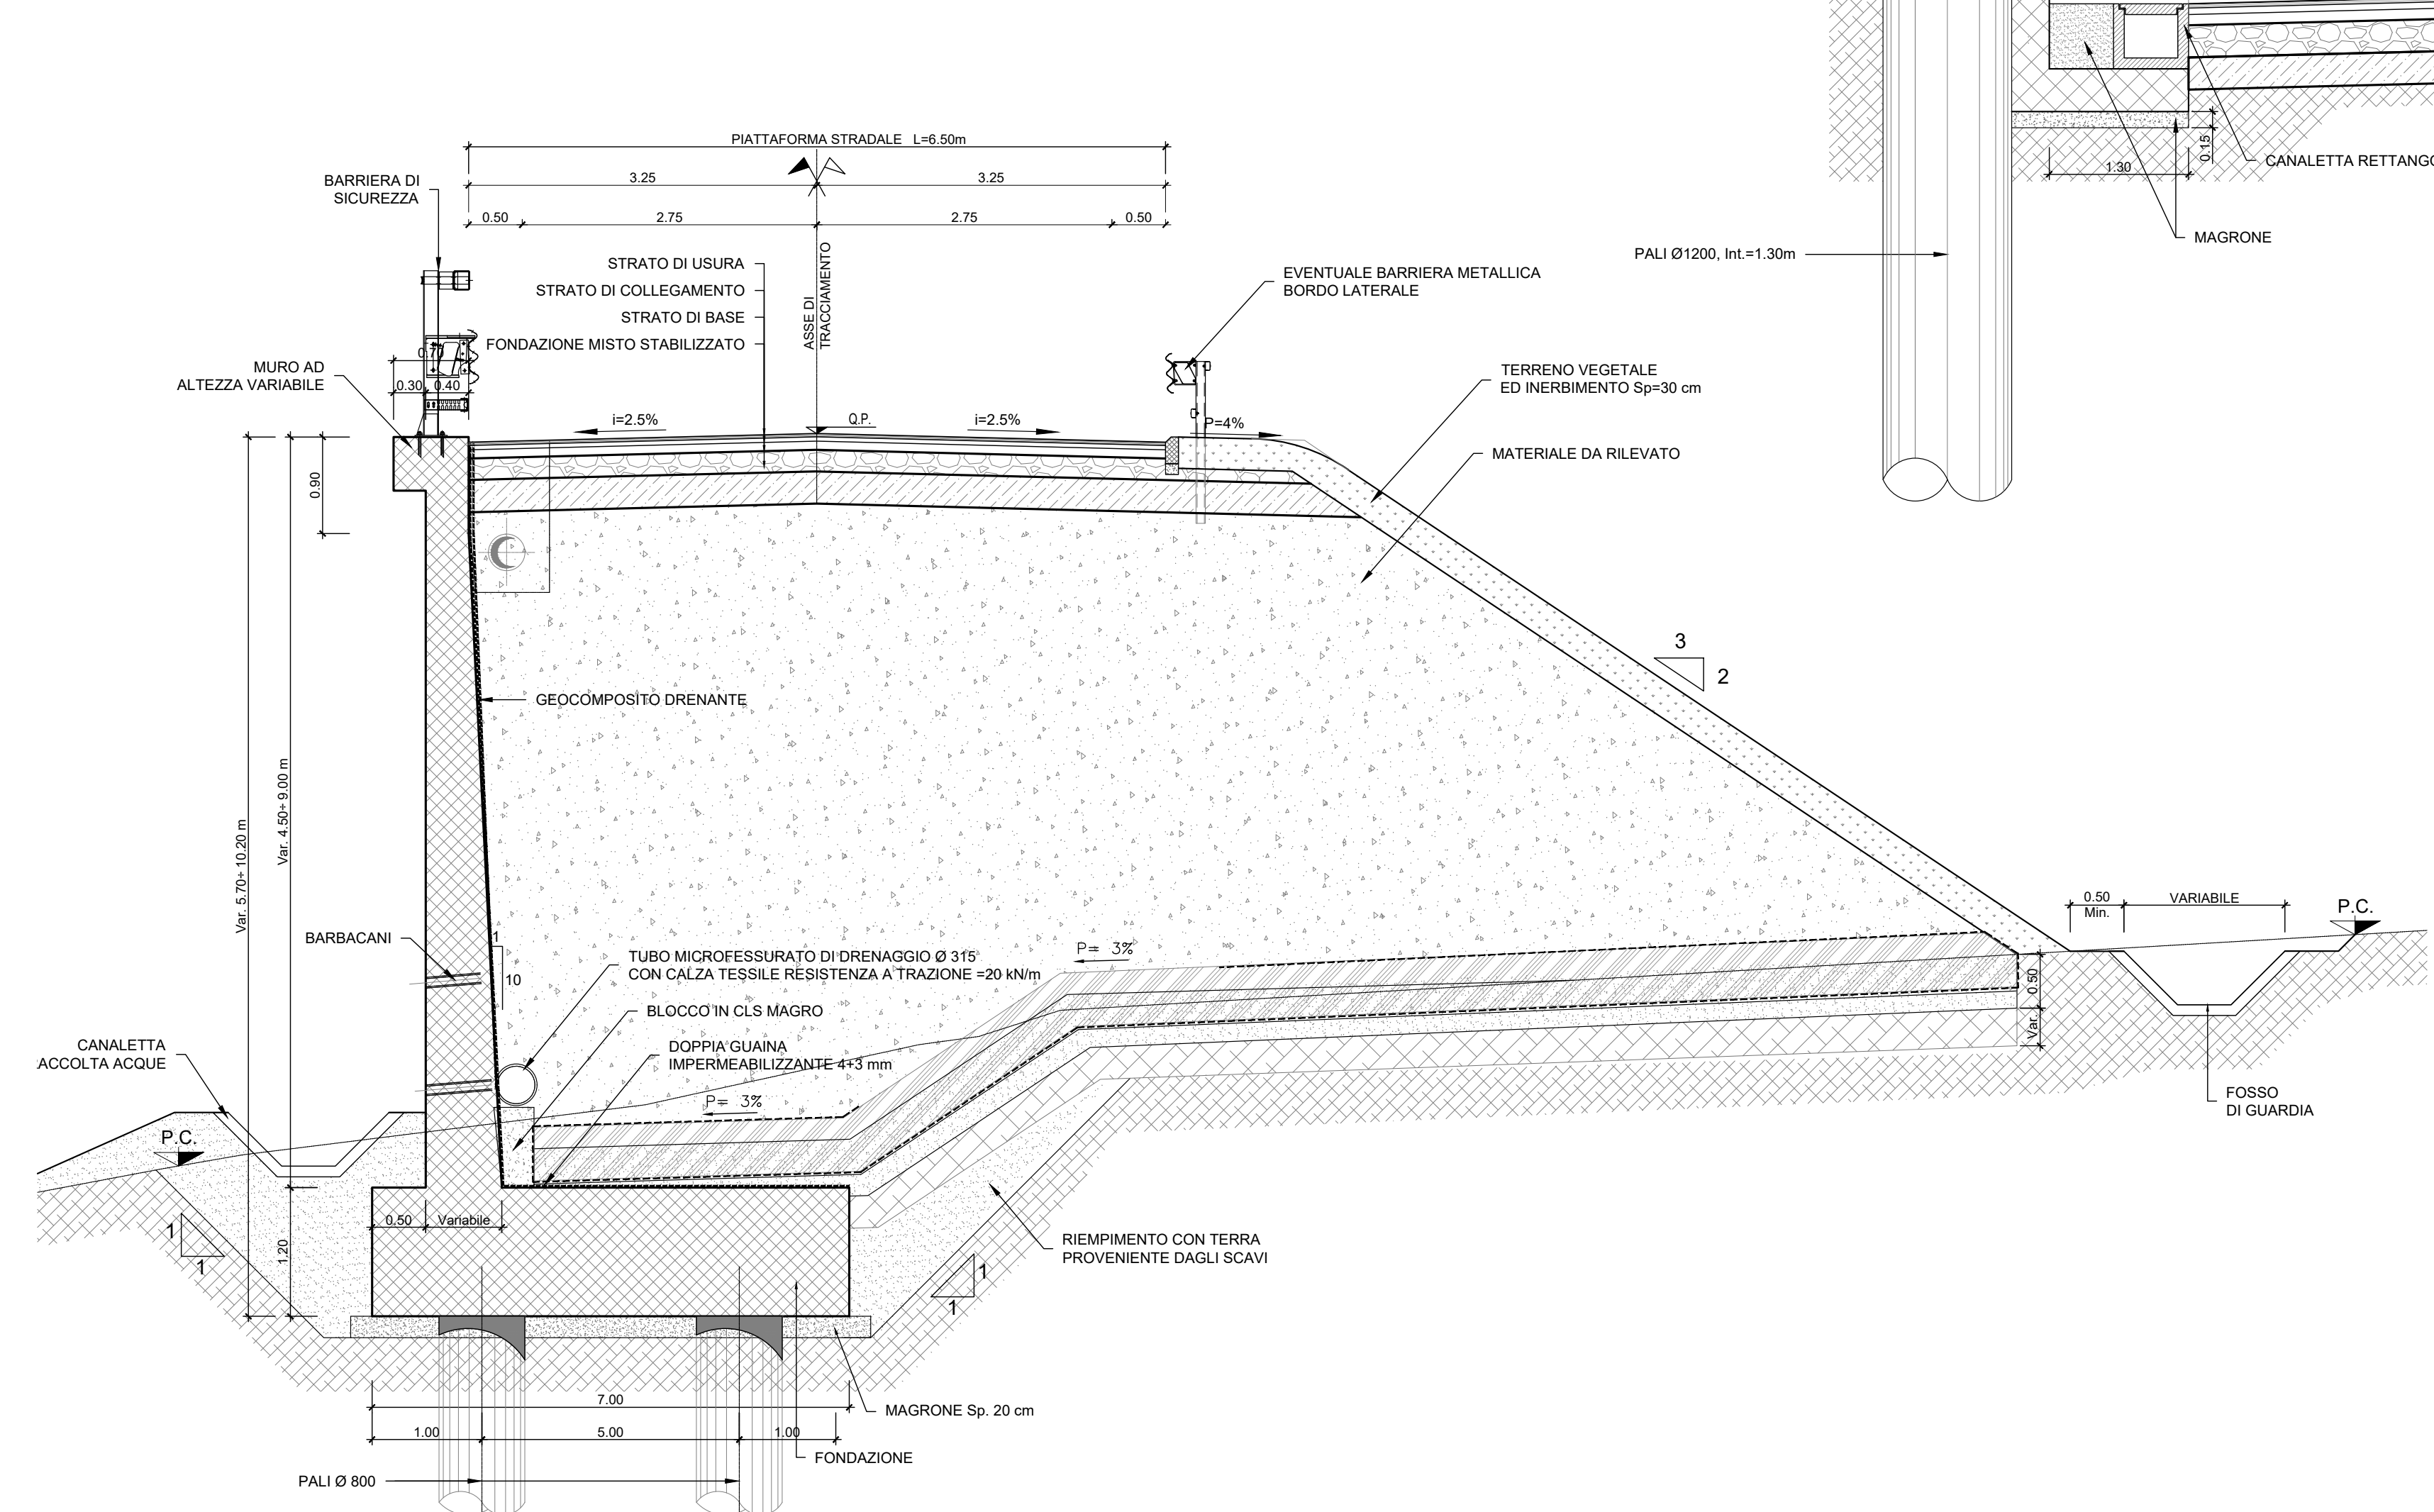 PIATTAFORMA STRADALE   L=6.50m
3.25
3.25
0.50
2.75
2.75
0.50
BARRIERA DI
SICUREZZA
STRATO DI USURA
STRATO DI COLLEGAMENTO
STRATO DI BASE
FONDAZIONE MISTO STABILIZZATO
ASSE DI
TRACCIAMENTO
EVENTUALE BARRIERA METALLICA
BORDO LATERALE
MURO AD
ALTEZZA VARIABILE
0.70
0.30
0.40
TERRENO VEGETALE
ED INERBIMENTO Sp=30 cm
MATERIALE DA RILEVATO
i=2.5%
Q.P.
i=2.5%
P=4%
0.90
3
2
GEOCOMPOSITO DRENANTE
Var. 5.70÷ 10.20 m
Var. 4.50÷ 9.00 m
BARBACANI
1
10
TUBO MICROFESSURATO DI DRENAGGIO Ø 315
CON CALZA TESSILE RESISTENZA A TRAZIONE =20 kN/m
P= 3%
BLOCCO IN CLS MAGRO
DOPPIA GUAINA
IMPERMEABILIZZANTE 4+3 mm
P= 3%
CANALETTA
ACCOLTA ACQUE
P.C.
0.50
Min.
VARIABILE
P.C.
0.50
Var.
FOSSO
DI GUARDIA
0.50
Variabile
1
1
1.20
RIEMPIMENTO CON TERRA
PROVENIENTE DAGLI SCAVI
1
1
7.00
1.00
5.00
1.00
MAGRONE Sp. 20 cm
FONDAZIONE
PALI Ø 800
PALI Ø1200, Int.=1.30m
1.30
0.15
CANALETTA RETTANGO
MAGRONE